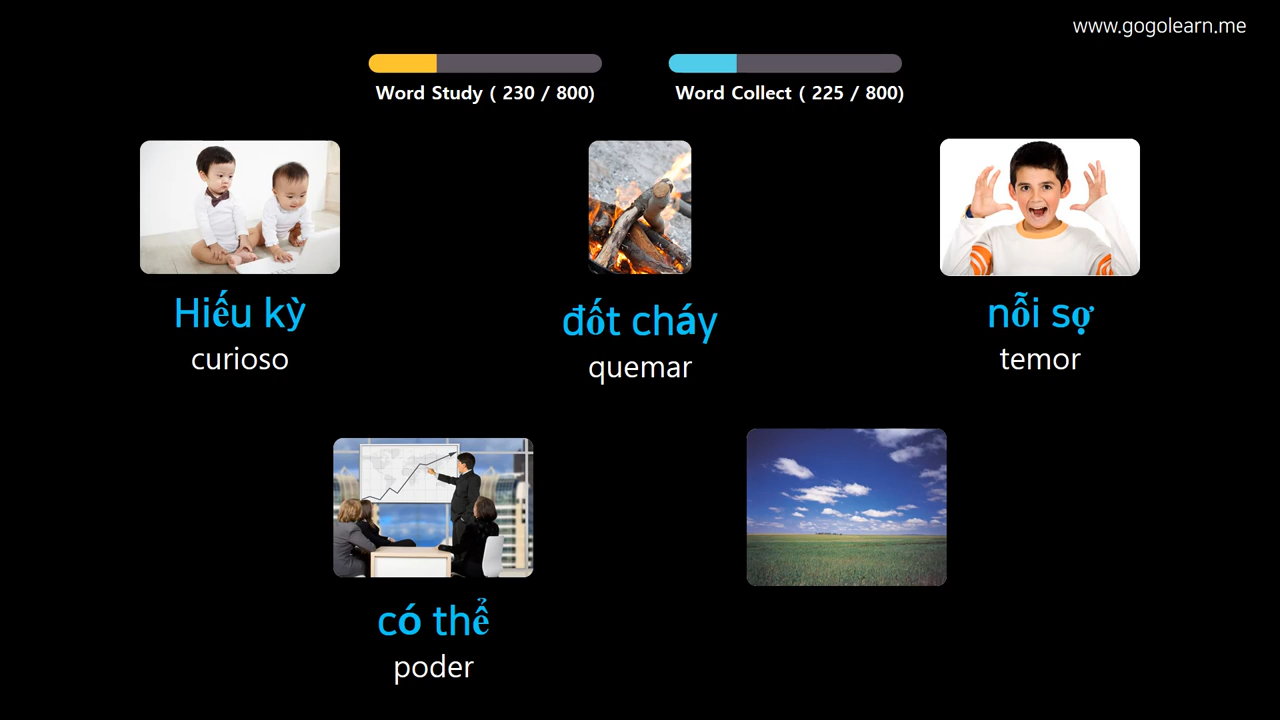 www.gogolearn.me
Word Study ( 230 / 800)
Word Collect ( 225 / 800)
Hiếu kỳ
curioso
đốt cháy
quemar
nỗi sợ
temor
có thể
poder